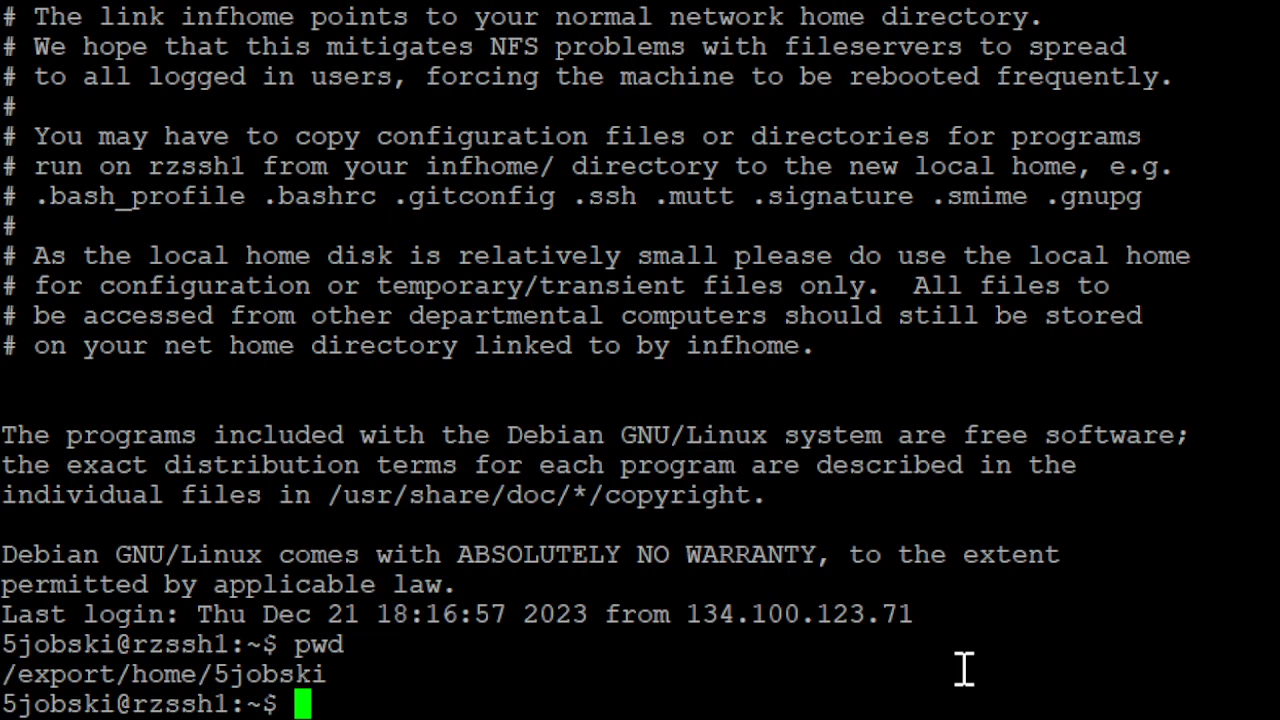 # The link infhome points to your normal network home directory.
# We hope that this mitigates NFS problems with fileservers to spread
# to all logged in users, forcing the machine to be rebooted frequently.
#
# You may have to copy configuration files or directories for programs
# run on rzssh1 from your infhome/ directory to the new local home, e.g.
# .bash_profile .bashrc .gitconfig .ssh .mutt .signature .smime .gnupg
#
# As the local home disk is relatively small please do use the local home
# for configuration or temporary/transient files only.  All files to
# be accessed from other departmental computers should still be stored
# on your net home directory linked to by infhome.
The programs included with the Debian GNU/Linux system are free software;
the exact distribution terms for each program are described in the
individual files in /usr/share/doc/*/copyright.
Debian GNU/Linux comes with ABSOLUTELY NO WARRANTY, to the extent
permitted by applicable law.
Last login: Thu Dec 21 18:16:57 2023 from 134.100.123.71
5jobski@rzssh1:~$ pwd
/export/home/5jobski
5jobski@rzssh1:~$